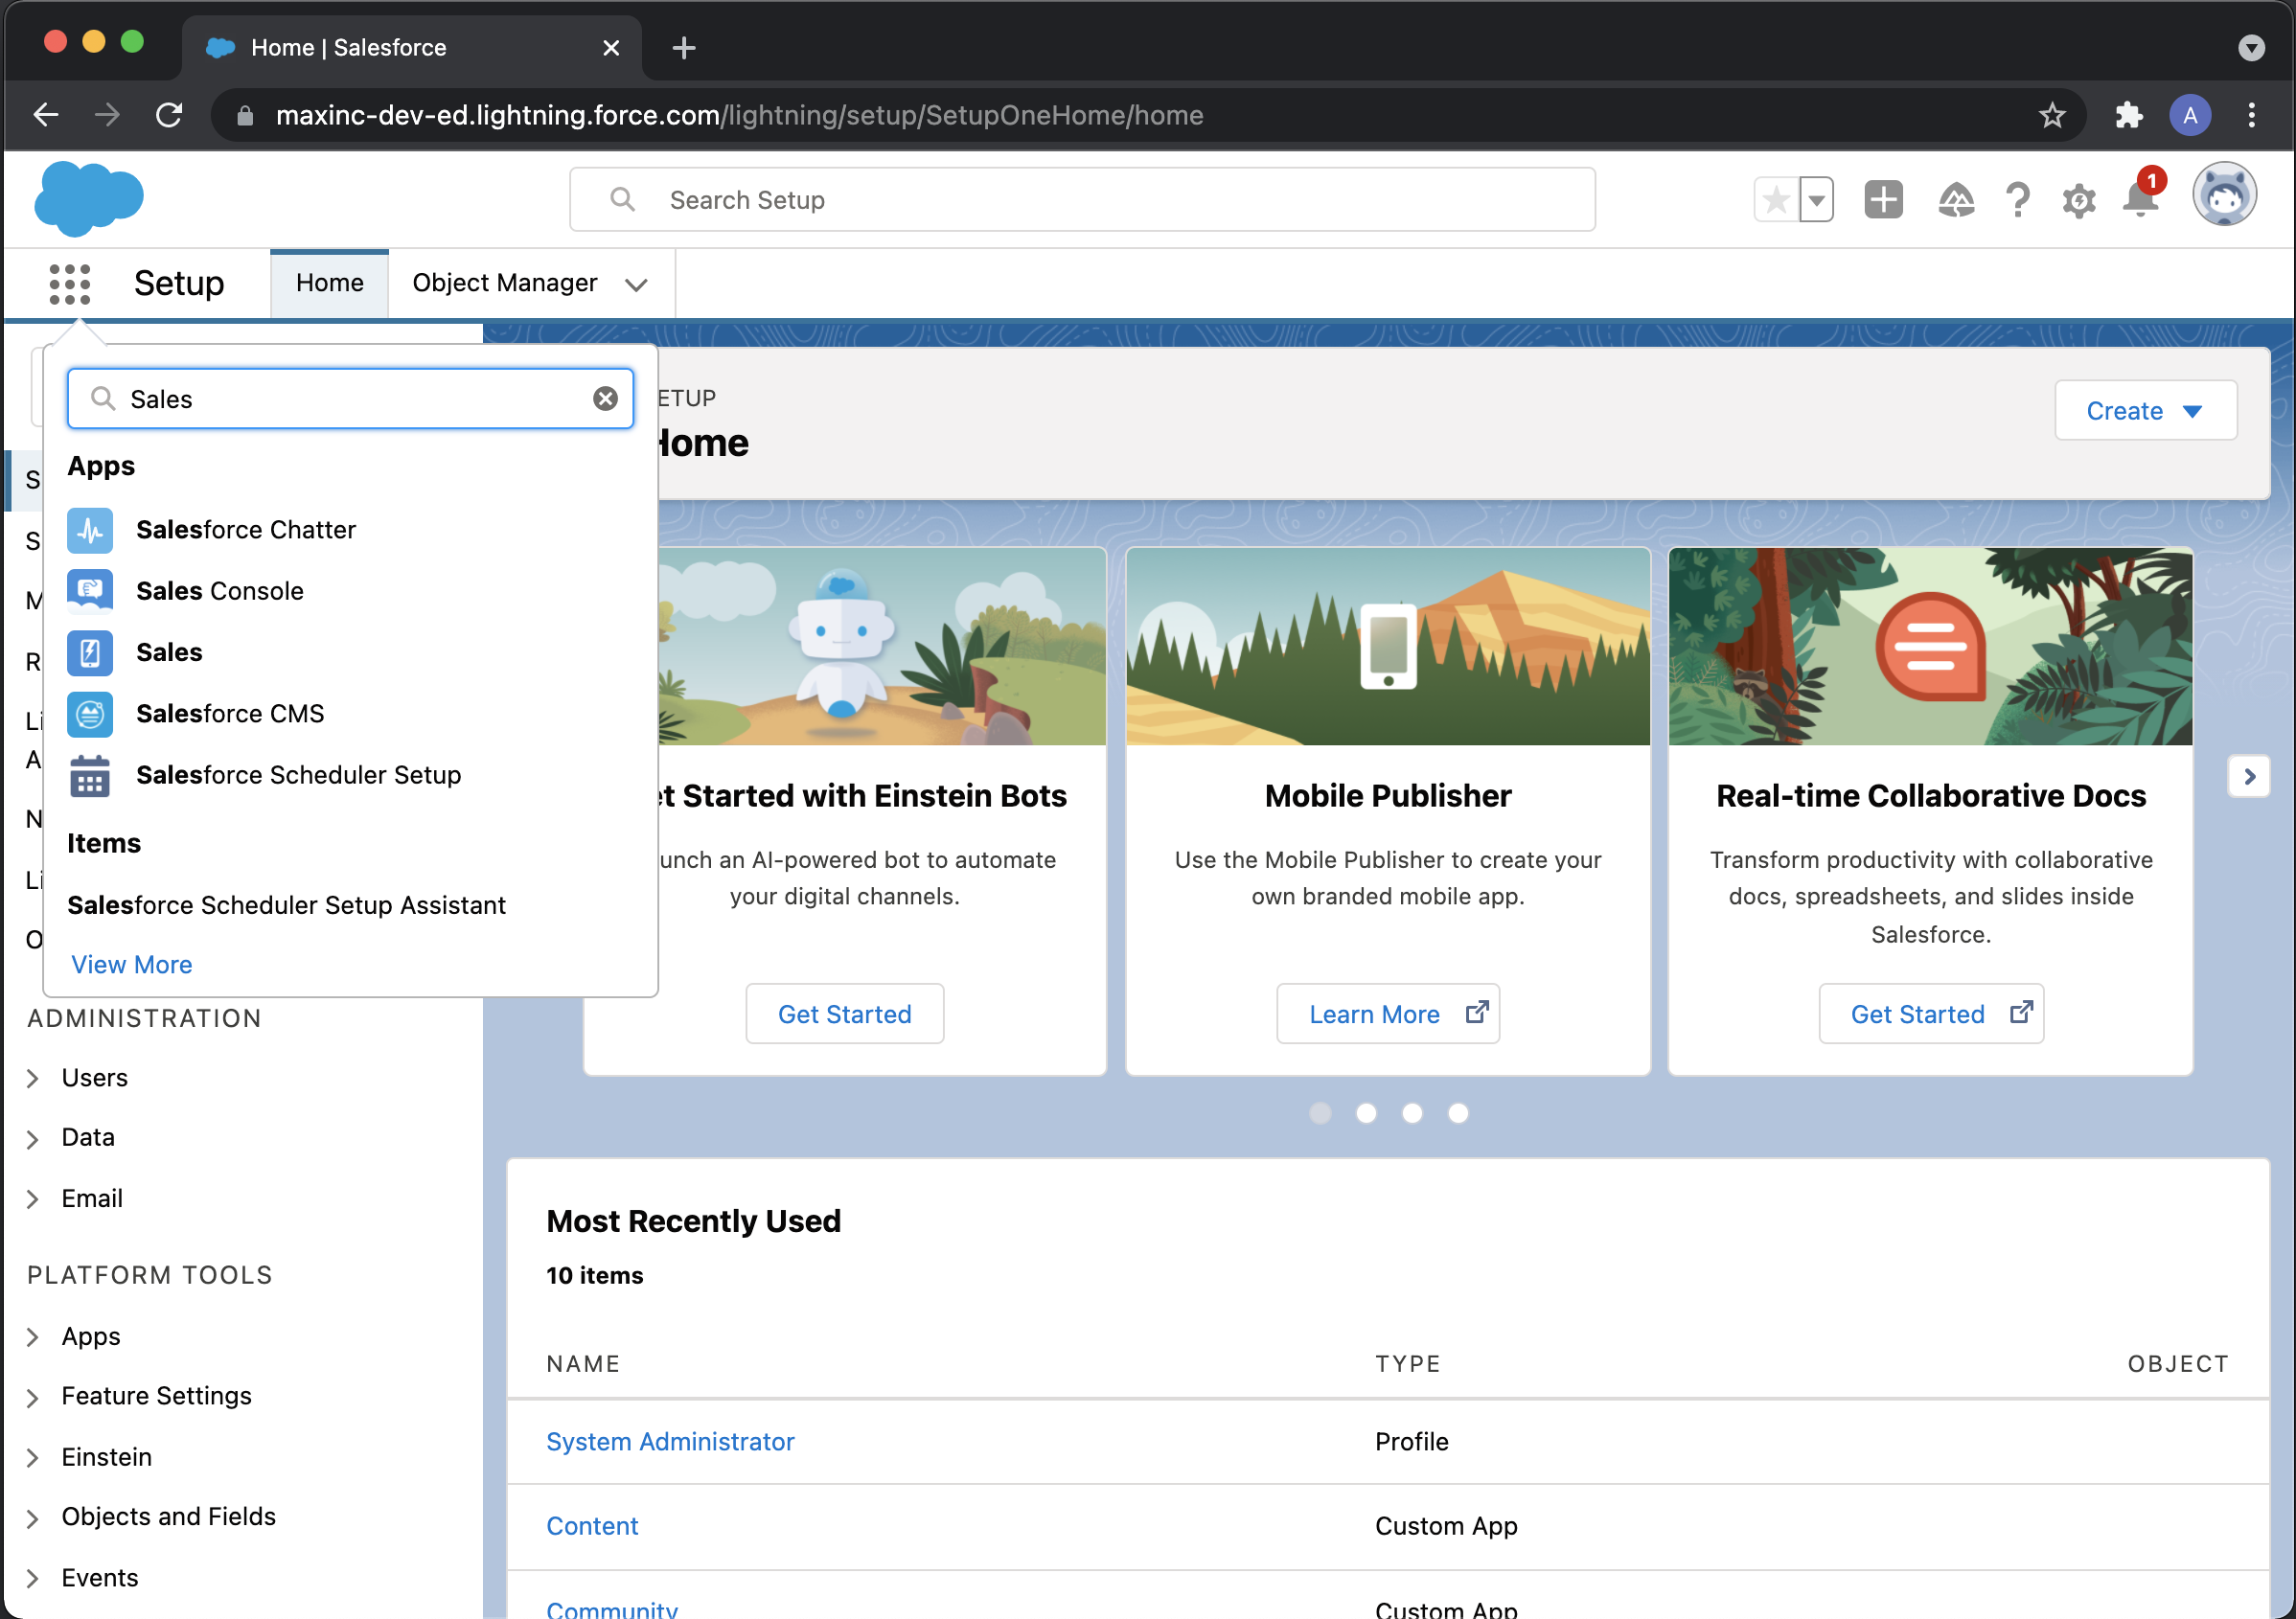 Home | Salesforce
maxinc-dev-ed.lightning.force.com/lightning/setup/SetupOneHome/home
A
Search Setup
1
Setup
Home
Object Manager
Sales
Apps
Salesforce Chatter
Sales Console
Sales
Salesforce CMS
Salesforce Scheduler Setup
Items
Salesforce Scheduler Setup Assistant
View More
S
S
M
R
Li
A
N
Li
O
ADMINISTRATION
Users
Data
Email
PLATFORM TOOLS
Apps
Feature Settings
Einstein
Objects and Fields
Events
ETUP
Home
Create
et Started with Einstein Bots
unch an AI-powered bot to automate
your digital channels.
Get Started
Mobile Publisher
Use the Mobile Publisher to create your
own branded mobile app.
Learn More
Real-time Collaborative Docs
Transform productivity with collaborative
docs, spreadsheets, and slides inside
Salesforce.
Get Started
Most Recently Used
10 items
NAME TYPE OBJECT
System Administrator Profile
Content Custom App
Community Custom App